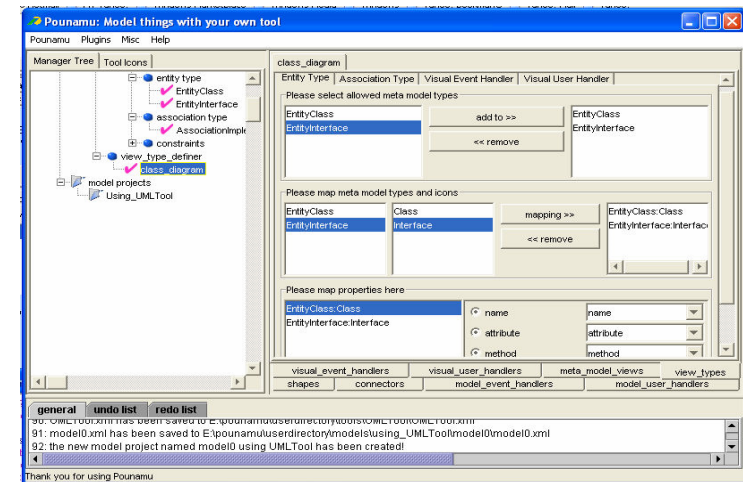 Pounamu: Model things with your own tool
Pounamu Plugins Misc Help
Manager Tree Tool Icons
entity type
EntityClass
EntityInterface
association type
AssociationImple
constraints
view_type_definer
class_diagram
model projects
Using_UMLTool
class_diagram
Entity Type Association Type Visual Event Handler Visual User Handler
Please select allowed meta model types
EntityClass
EntityInterface
add to >>
<< remove
EntityClass
EntityInterface
Please map meta model types and icons
EntityClass
EntityInterface
Class
Interface
mapping >>
<< remove
EntityClass:Class
EntityInterface:Interfac
Please map properties here
EntityClass:Class
EntityInterface:Interface
name name
attribute attribute
method method
visual_event_handlers visual_user_handlers meta_model_views view_types
shapes connectors model_event_handlers model_user_handlers
general undo list redo list
91: model0.xml has been saved to E:\pounamu\userdirectory\models\using_UMLTool\model0\model0.xml
92: the new model project named model0 using UMLTool has been created!
Thank you for using Pounamu